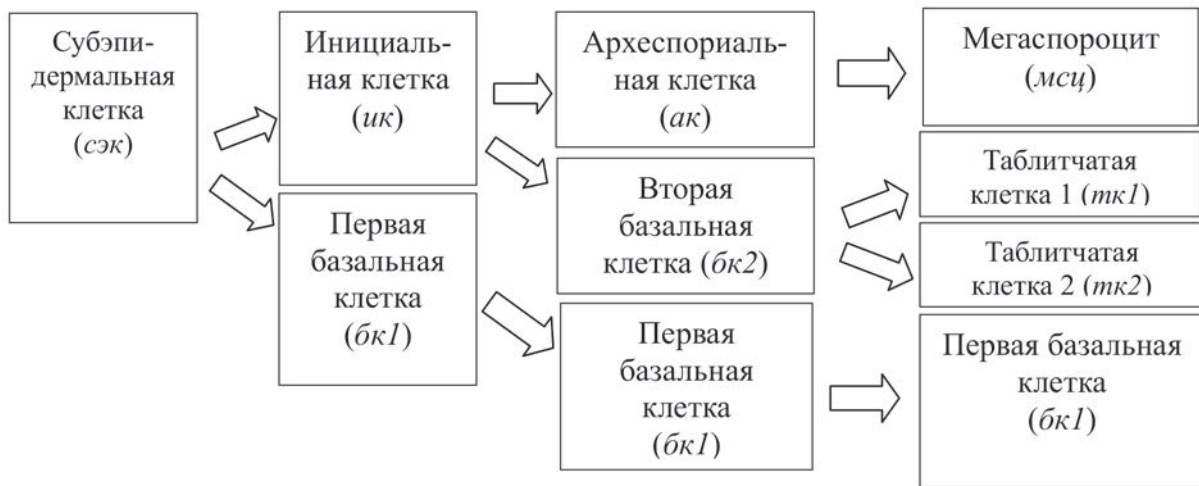 Субэпи-
дермальная
клетка
(сэк)
Инициаль-
ная клетка
(ик)
Первая
базальная
клетка
(бк1)
Археспориаль-
ная клетка
(ак)
Вторая
базальная
клетка (бк2)
Первая
базальная
клетка
(бк1)
Мегаспороцит
(мсц)
Таблитчатая
клетка 1 (тк1)
Таблитчатая
клетка 2 (тк2)
Первая базальная
клетка
(бк1)